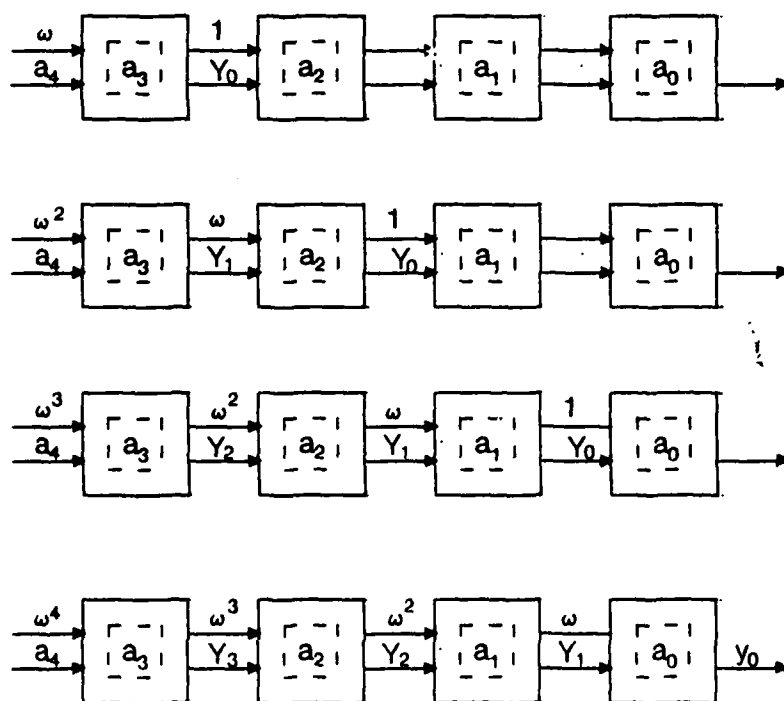 ω 1
a₄ a₃ Y₀ a₂ a₁ a₀
ω² ω 1
a₄ a₃ Y₁ a₂ Y₀ a₁ a₀
ω³ ω² ω 1
a₄ a₃ Y₂ a₂ Y₁ a₁ Y₀ a₀
ω⁴ ω³ ω² ω
a₄ a₃ Y₃ a₂ Y₂ a₁ Y₁ a₀ y₀